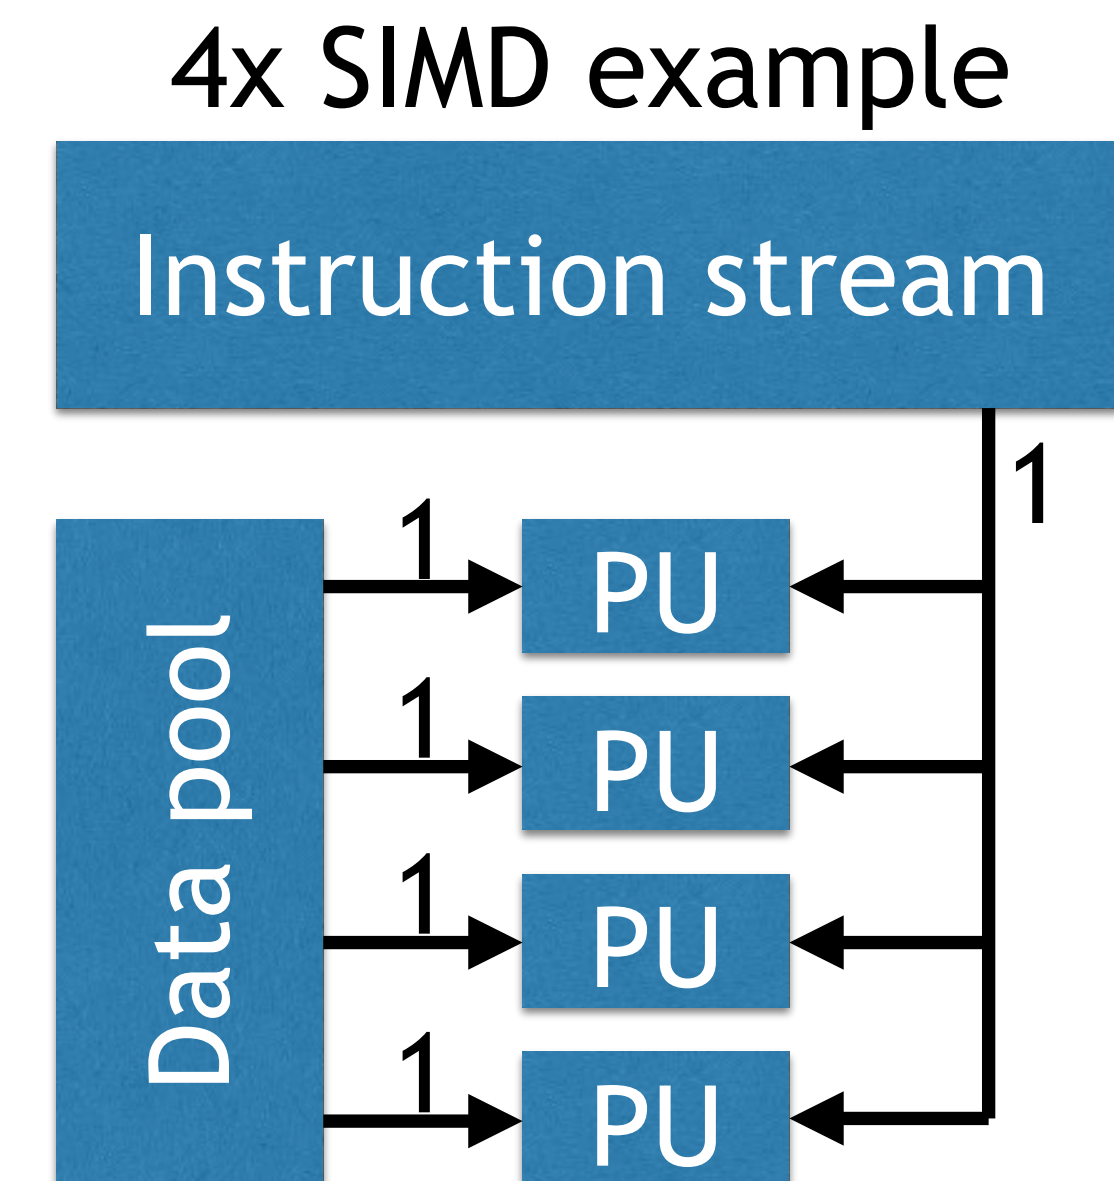 4x SIMD example
Instruction stream
1
1
PU
1
PU
Data pool
1
PU
1
PU